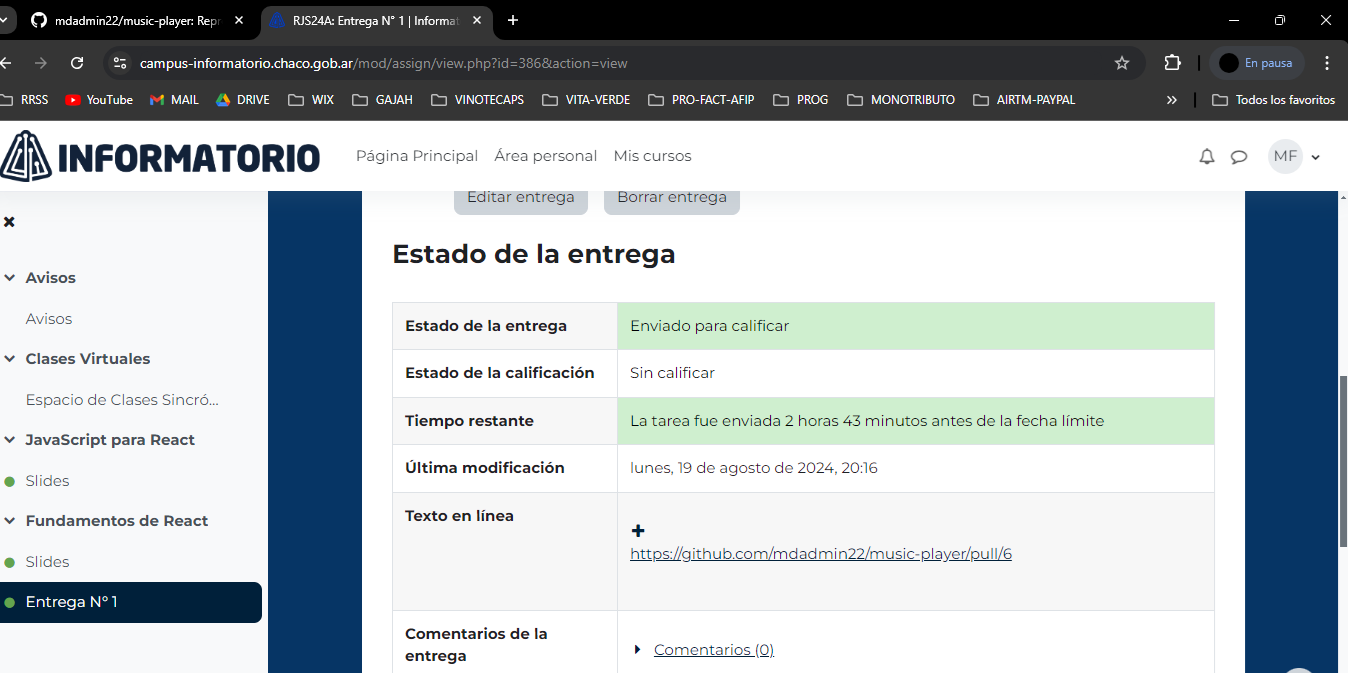 mdadmin22/music-player: Repr
RJS24A: Entrega N° 1 | Informat
campus-informatorio.chaco.gob.ar/mod/assign/view.php?id=386&action=view
En pausa
RRSS
YouTube
MAIL
DRIVE
WIX
GAJAH
VINOTECAPS
VITA-VERDE
PRO-FACT-AFIP
PROG
MONOTRIBUTO
AIRTM-PAYPAL
Todos los favoritos
INFORMATORIO
Página Principal
Área personal
Mis cursos
MF
Avisos
Avisos
Clases Virtuales
Espacio de Clases Sincró...
JavaScript para React
Slides
Fundamentos de React
Slides
Entrega N° 1
Editar entrega
Borrar entrega
Estado de la entrega
Estado de la entrega
Enviado para calificar
Estado de la calificación
Sin calificar
Tiempo restante
La tarea fue enviada 2 horas 43 minutos antes de la fecha límite
Última modificación
lunes, 19 de agosto de 2024, 20:16
Texto en línea
https://github.com/mdadmin22/music-player/pull/6
Comentarios de la
entrega
Comentarios (0)